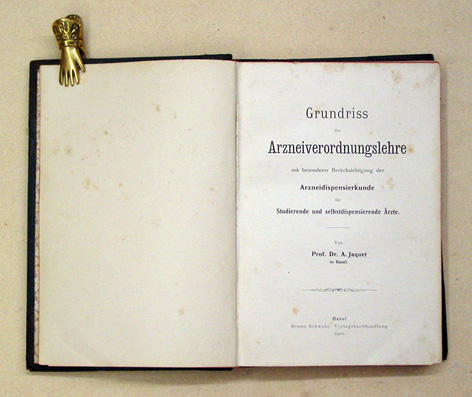 Grundriss
der
Arzneiverordnungslehre
mit besonderer Berücksichtigung der
Arzneidispensierkunde
für
Studierende und selbstdispensierende Ärzte.
Von
Prof. Dr. A. Jaquet
in Basel.
Basel
Benno Schwabe, Verlagsbuchhandlung